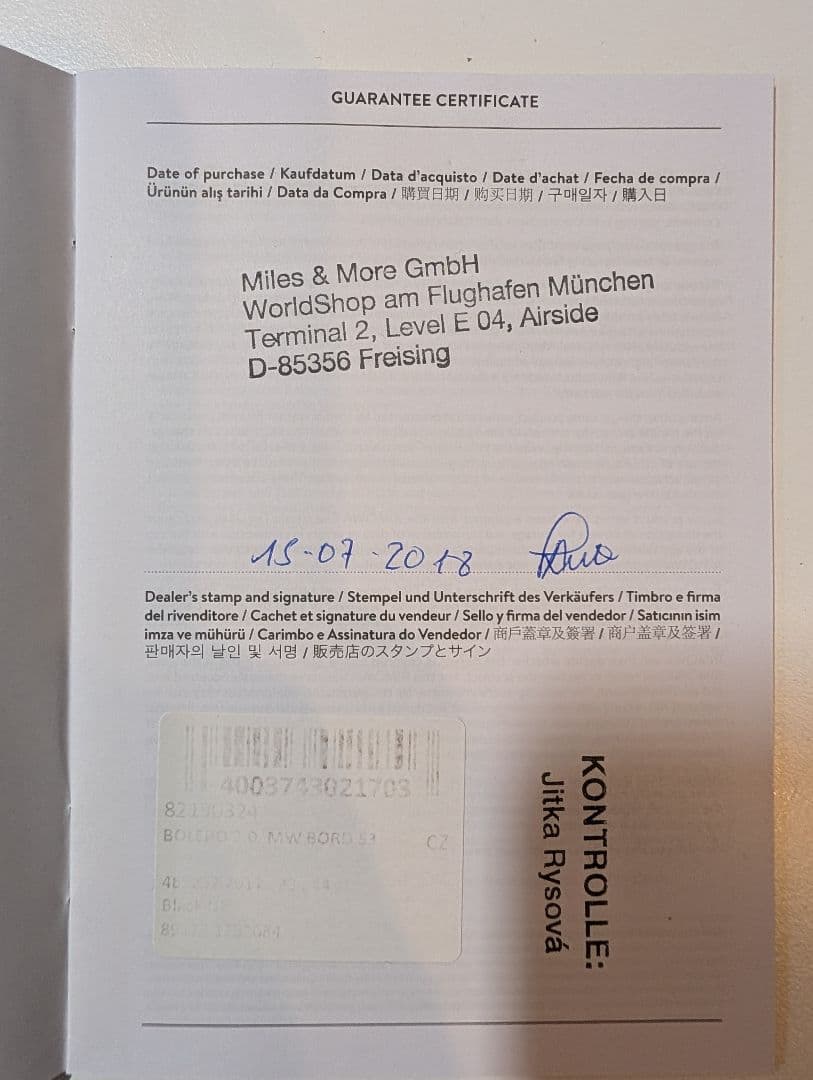 GUARANTEE CERTIFICATE
Date of purchase / Kaufdatum / Data d'acquisto / Date d'achat / Fecha de compra /
Ürünün alış tarihi / Data da Compra / 購買日期 / 购买日期 / 구매일자 / 購入日
Miles & More GmbH
WorldShop am Flughafen München
Terminal 2, Level E 04, Airside
D-85356 Freising
15-07-2018
Dealer's stamp and signature / Stempel und Unterschrift des Verkäufers / Timbro e firma
del rivenditore / Cachet et signature du vendeur / Sello y firma del vendedor / Satıcının isim
imza ve mühürü / Carimbo e Assinatura do Vendedor / 商戶蓋章及簽署 / 商户盖章及签署 /
판매자의 날인 및 서명 / 販売店のスタンプとサイン
4003743021703
MW BORD
CZ
KONTROLLE:
Jitka Rysová